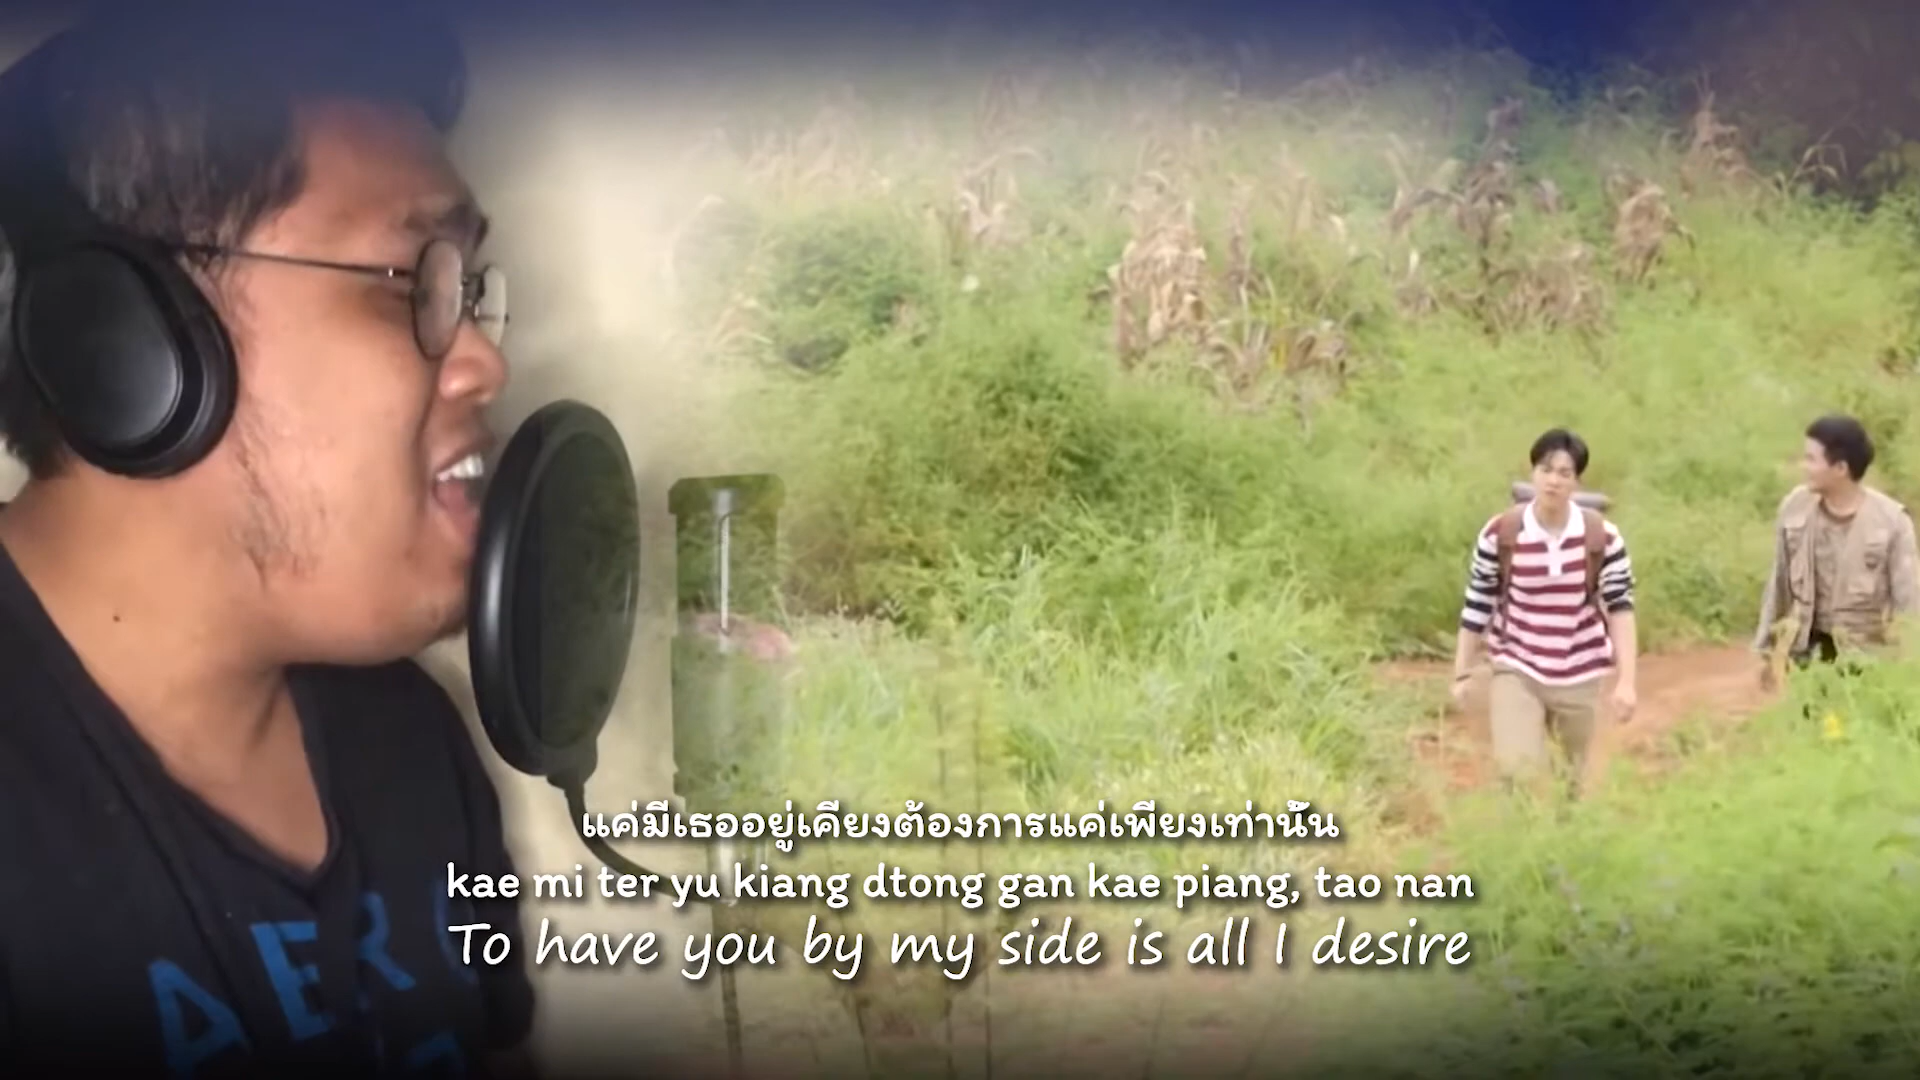 แค่มีเธออยู่เคียงต้องการแค่เพียงเท่านั้น
kae mi ter yu kiang dtong gan kae piang, tao nan
To have you by my side is all I desire
AERO